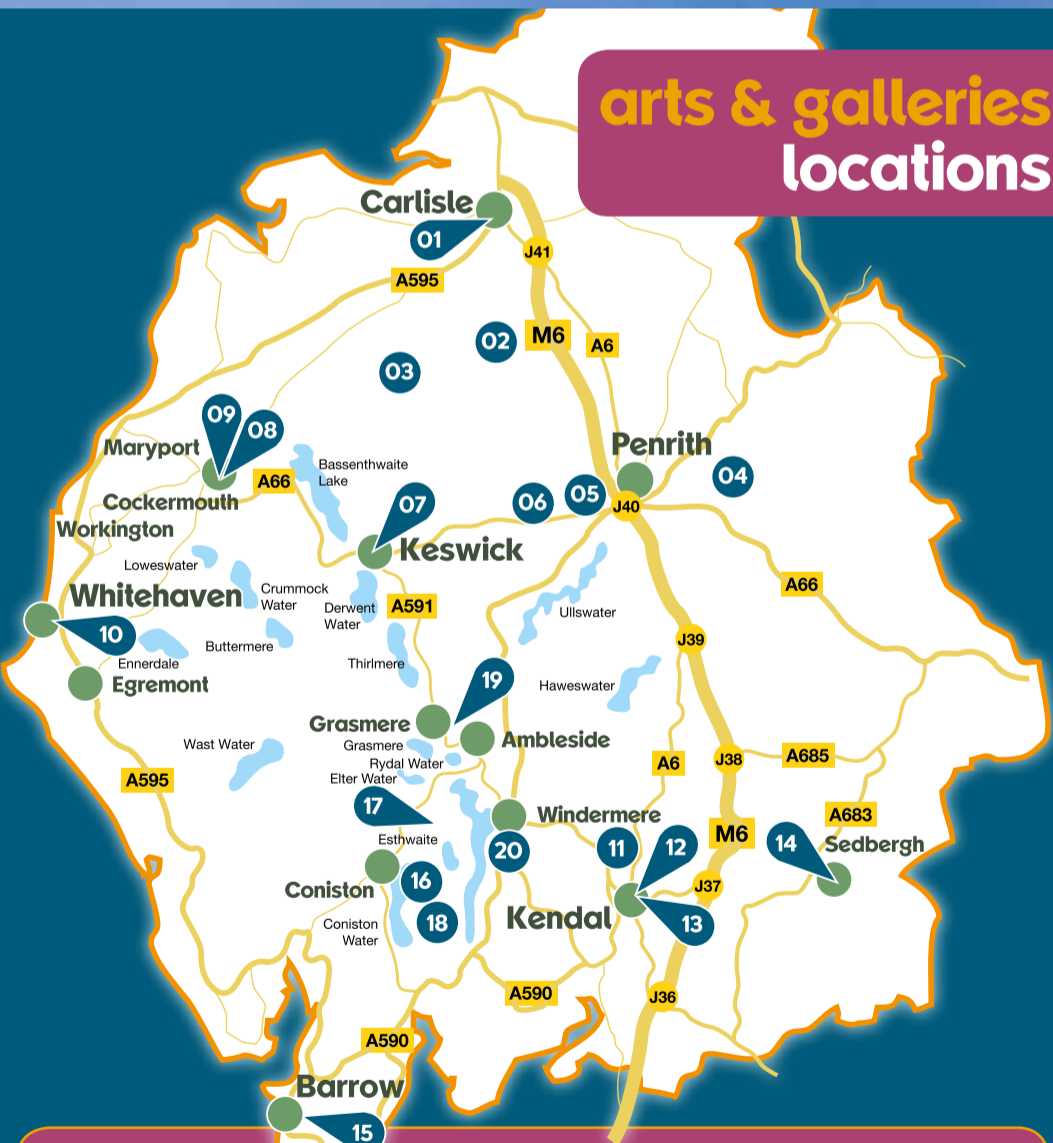 arts & galleries
locations
Carlisle
01
J41
A595
02
M6
A6
03
09
08
Maryport
Penrith
Bassenthwaite
Lake
04
A66
07
06
05
J40
Cockermouth
Workington
Keswick
Loweswater
A66
Whitehaven
Crummock
Water
Derwent
Water
A591
Ullswater
10
Buttermere
J39
Ennerdale
Thirlmere
Egremont
19
Haweswater
Grasmere
Ambleside
Wast Water
Grasmere
Rydal Water
Elter Water
A6
J38
A685
A595
17
Windermere
A683
M6
Esthwaite
20
11
12
14
Sedbergh
Coniston
16
J37
18
Kendal
13
Coniston
Water
A590
J36
A590
Barrow
15